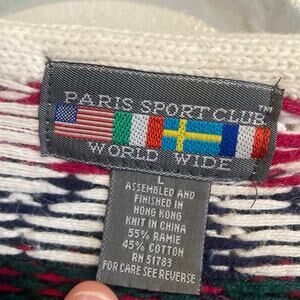 PARIS SPORT CLUB™
WORLD WIDE
L
ASSEMBLED AND
FINISHED IN
HONG KONG
KNIT IN CHINA
55% RAMIE
45% COTTON
RN 51783
FOR CARE SEE REVERSE